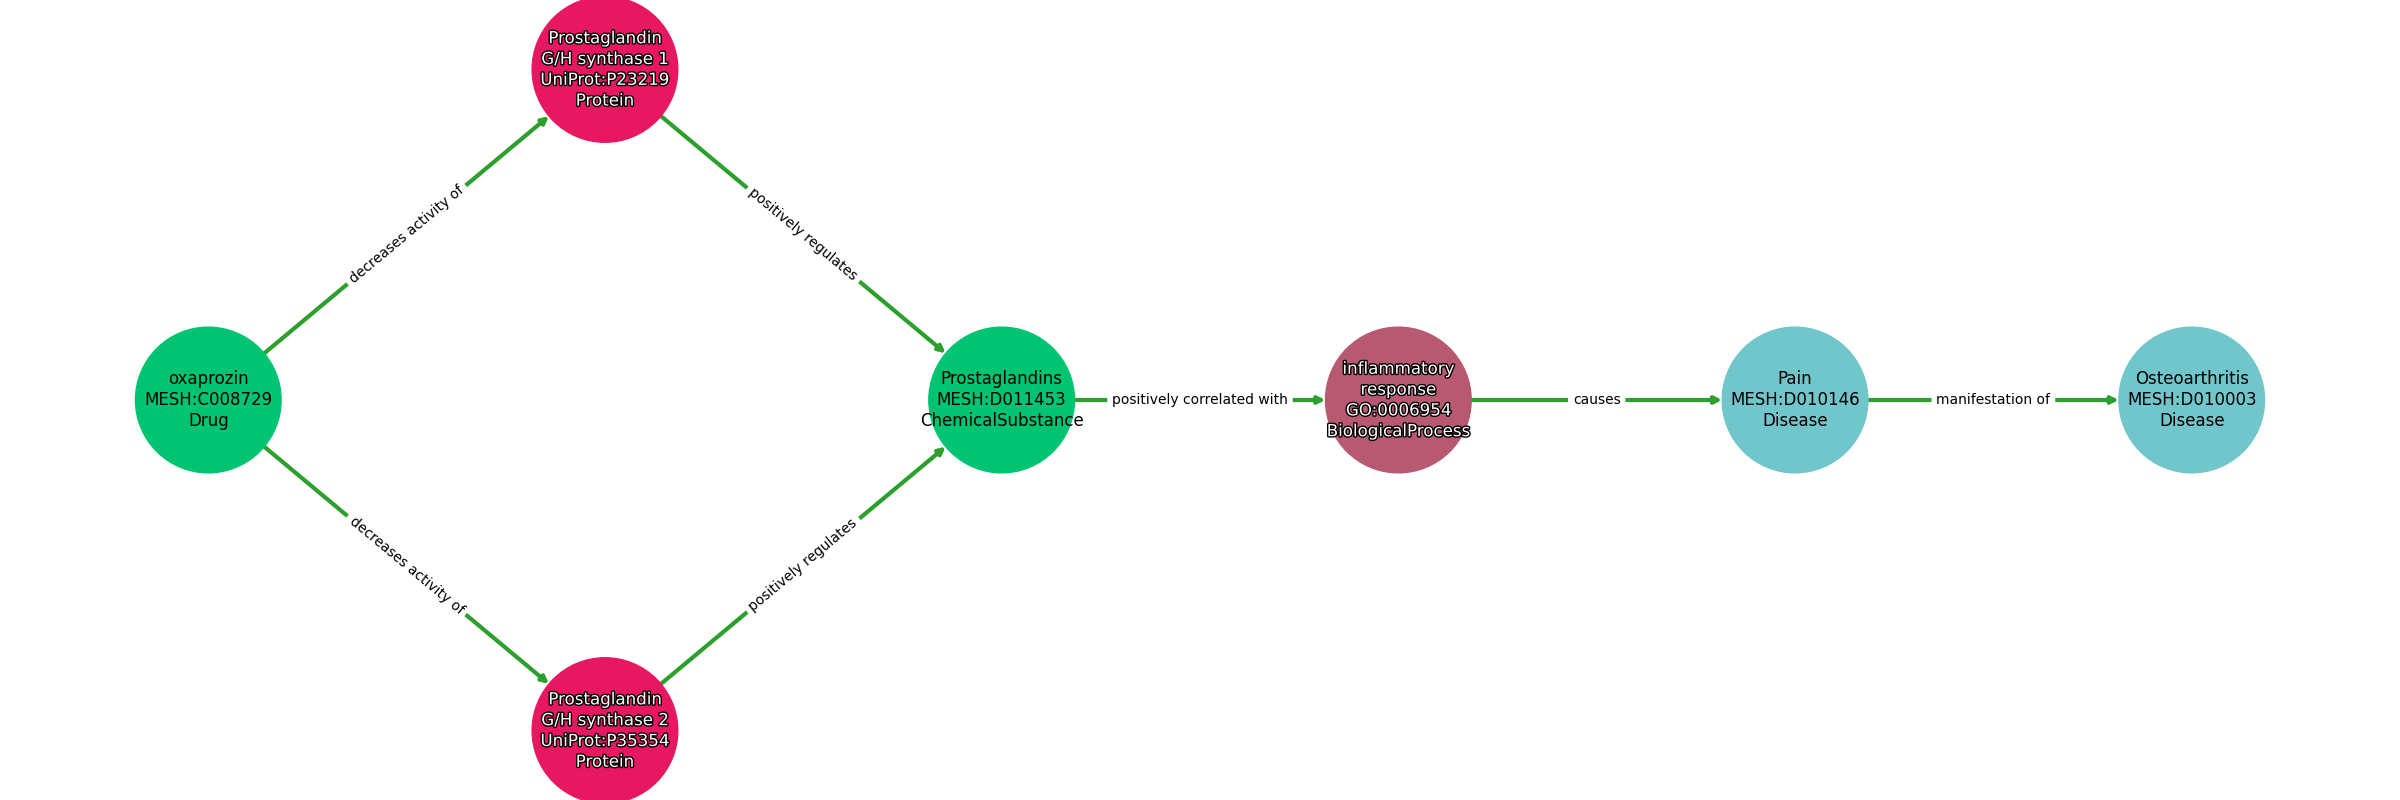 Prostaglandin
G/H synthase 1
UniProt:P23219
Protein
decreases activity of
positively regulates
oxaprozin
MESH:C008729
Drug
Prostaglandins
MESH:D011453
ChemicalSubstance
positively correlated with
inflammatory
response
GO:0006954
BiologicalProcess
causes
Pain
MESH:D010146
Disease
manifestation of
Osteoarthritis
MESH:D010003
Disease
decreases activity of
positively regulates
Prostaglandin
G/H synthase 2
UniProt:P35354
Protein